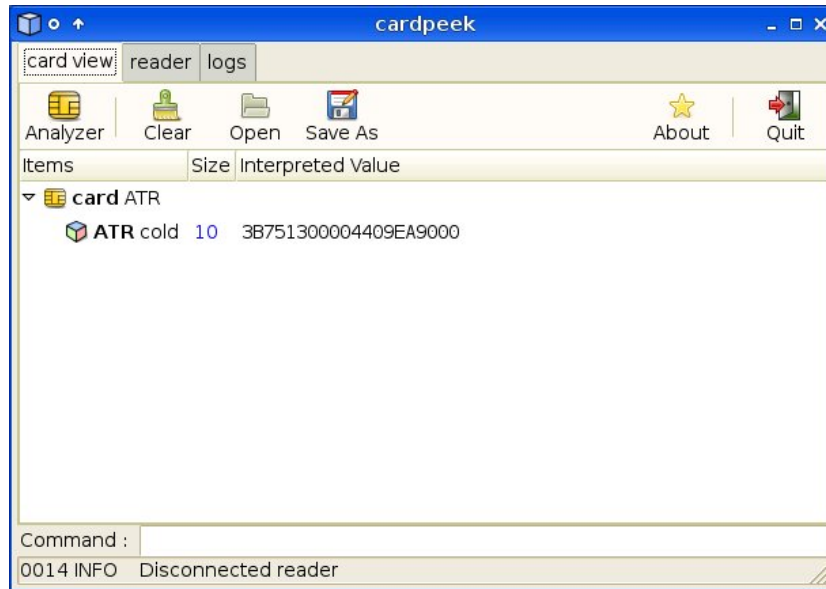 cardpeek
card view reader logs
Analyzer Clear Open Save As About Quit
Items Size Interpreted Value
card ATR
ATR cold 10 3B751300004409EA9000
Command :
0014 INFO Disconnected reader